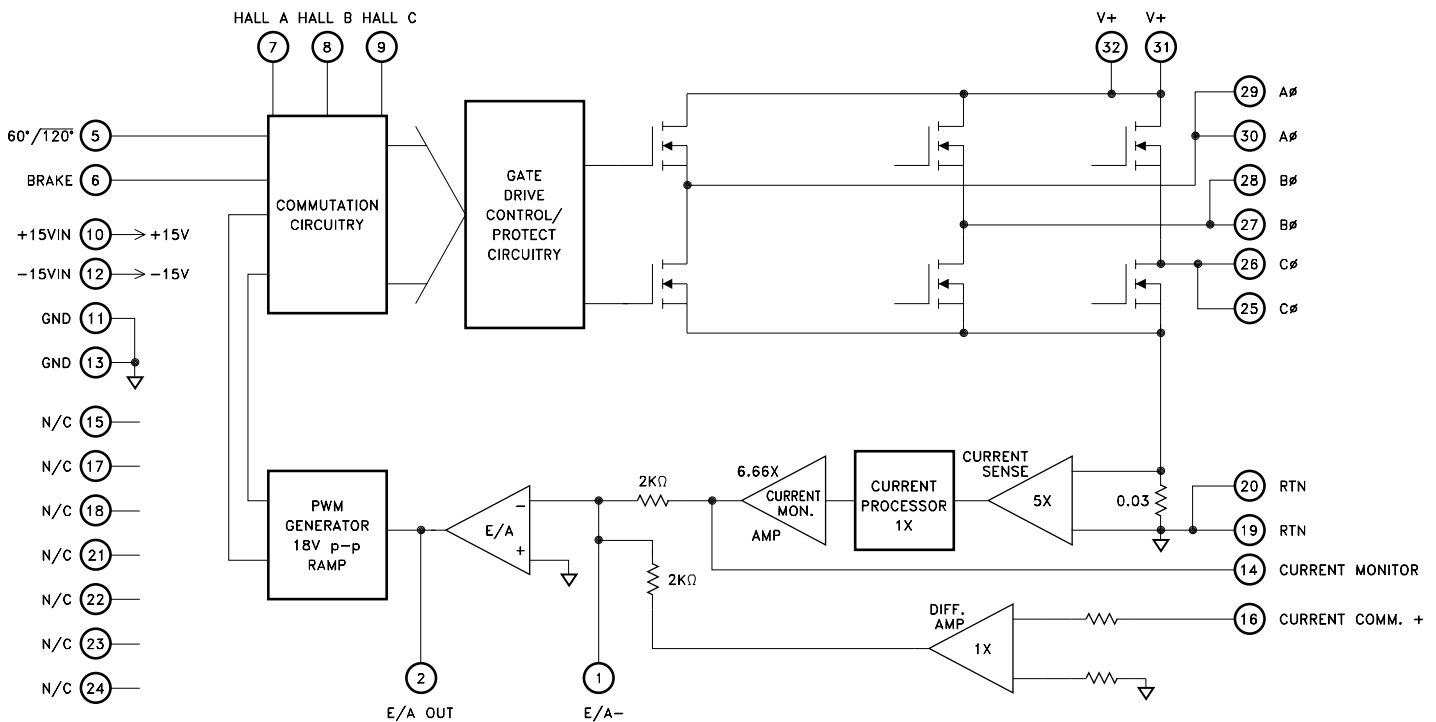 HALL A HALL B HALL C
7 8 9
V+ V+
32 31
60°/120° 5
BRAKE 6
+15VIN 10 +15V
-15VIN 12 -15V
GND 11
GND 13
N/C 15
N/C 17
N/C 18
N/C 21
N/C 22
N/C 23
N/C 24
COMMUTATION
CIRCUITRY
GATE
DRIVE
CONTROL/
PROTECT
CIRCUITRY
29 AØ
30 AØ
28 BØ
27 BØ
26 CØ
25 CØ
PWM
GENERATOR
18V p-p
RAMP
E/A
-
+
2KΩ
2KΩ
6.66X
CURRENT
MON.
AMP
CURRENT
PROCESSOR
1X
CURRENT
SENSE
5X
0.03
20 RTN
19 RTN
14 CURRENT MONITOR
16 CURRENT COMM. +
DIFF.
AMP
1X
2
E/A OUT
1
E/A-